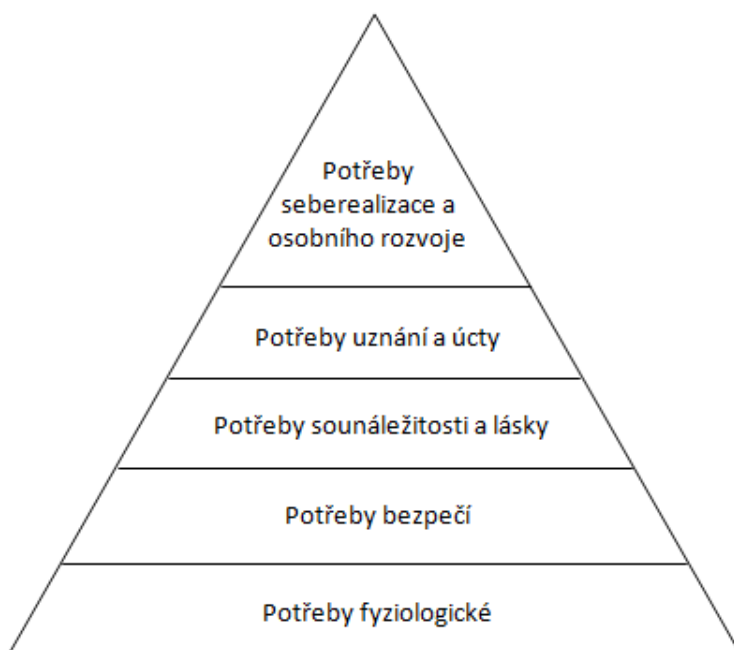 Potřeby
seberealizace a
osobního rozvoje
Potřeby uznání a úcty
Potřeby sounáležitosti a lásky
Potřeby bezpečí
Potřeby fyziologické